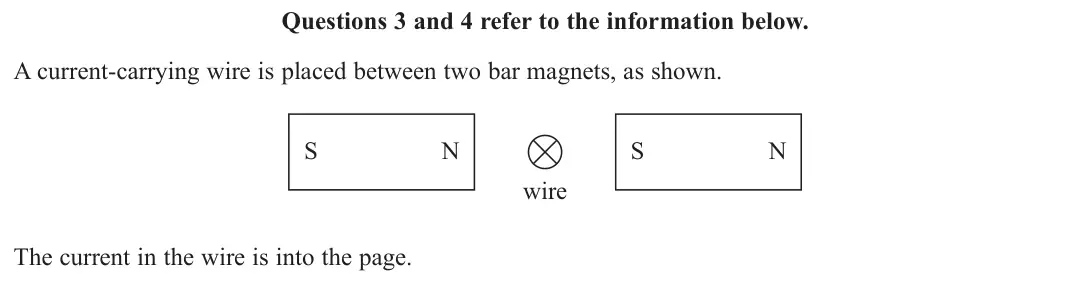 Questions 3 and 4 refer to the information below.
A current-carrying wire is placed between two bar magnets, as shown.
S N S N
wire
The current in the wire is into the page.